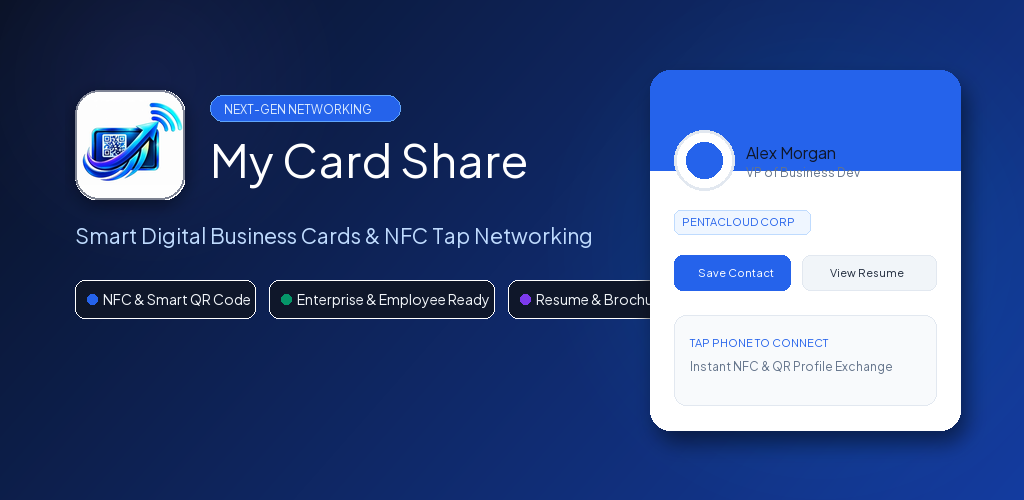 NEXT-GEN NETWORKING
My Card Share
Smart Digital Business Cards & NFC Tap Networking
NFC & Smart QR Code
Enterprise & Employee Ready
Resume &
Alex Morgan
VP of Business Dev
PENTACLOUD CORP
Save Contact
View Resume
TAP PHONE TO CONNECT
Instant NFC & QR Profile Exchange